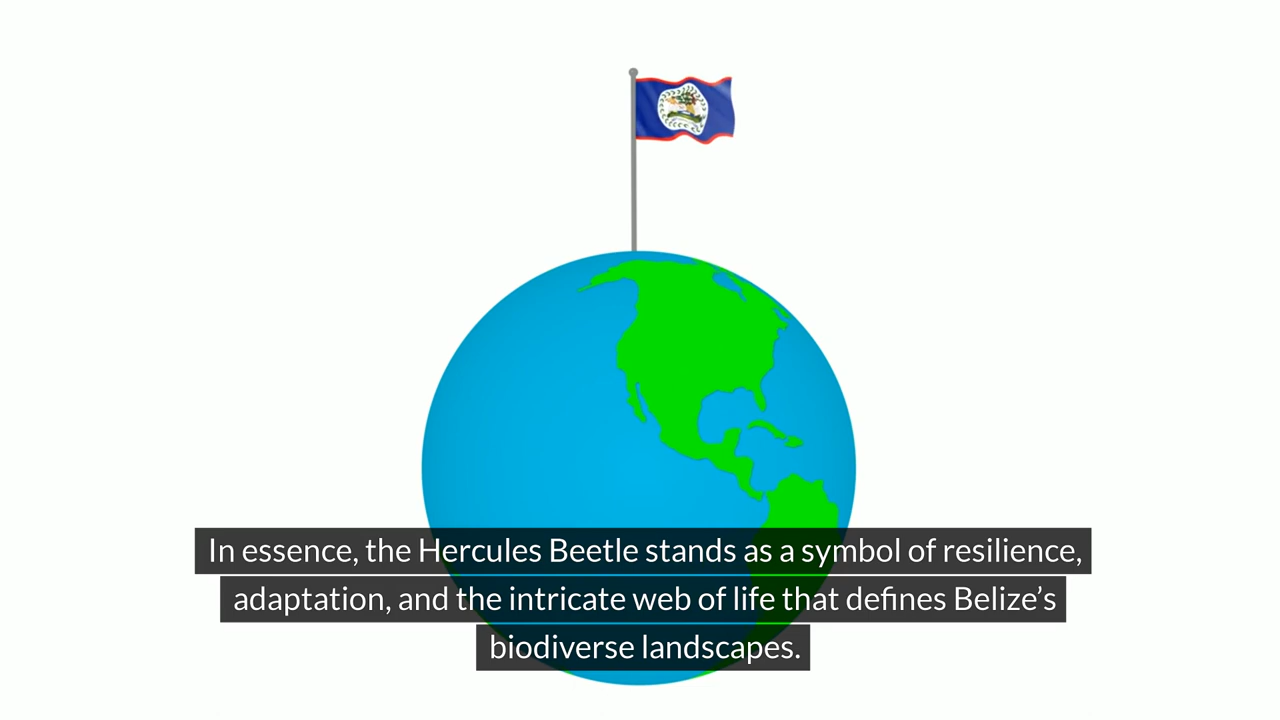 In essence, the Hercules Beetle stands as a symbol of resilience,
adaptation, and the intricate web of life that defines Belize’s
biodiverse landscapes.